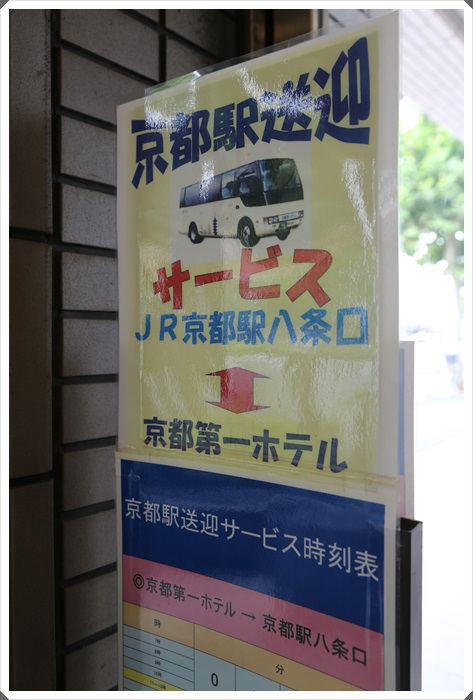 京都駅送迎
サービス
JR京都駅八条口
京都第一ホテル
京都駅送迎サービス時刻表
◎京都第一ホテル → 京都駅八条口
時 分
0